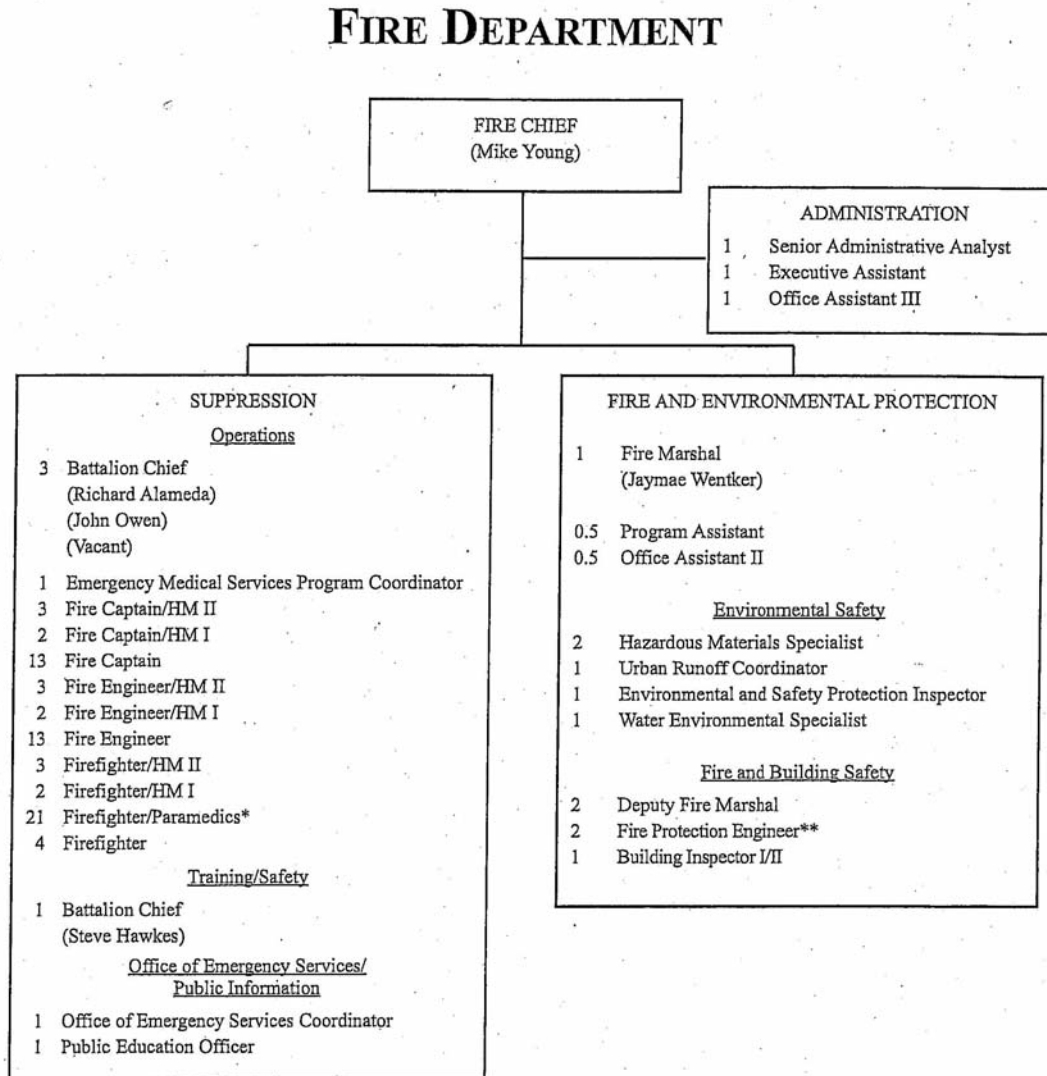 FIRE DEPARTMENT
FIRE CHIEF
(Mike Young)
ADMINISTRATION
1 Senior Administrative Analyst
1 Executive Assistant
1 Office Assistant III
SUPPRESSION
Operations
3 Battalion Chief
(Richard Alameda)
(John Owen)
(Vacant)
1 Emergency Medical Services Program Coordinator
3 Fire Captain/HM II
2 Fire Captain/HM I
13 Fire Captain
3 Fire Engineer/HM II
2 Fire Engineer/HM I
13 Fire Engineer
3 Firefighter/HM II
2 Firefighter/HM I
21 Firefighter/Paramedics*
4 Firefighter
Training/Safety
1 Battalion Chief
(Steve Hawkes)
Office of Emergency Services/
Public Information
1 Office of Emergency Services Coordinator
1 Public Education Officer
FIRE AND ENVIRONMENTAL PROTECTION
1 Fire Marshal
(Jaymae Wentker)
0.5 Program Assistant
0.5 Office Assistant II
Environmental Safety
2 Hazardous Materials Specialist
1 Urban Runoff Coordinator
1 Environmental and Safety Protection Inspector
1 Water Environmental Specialist
Fire and Building Safety
2 Deputy Fire Marshal
2 Fire Protection Engineer**
1 Building Inspector I/II